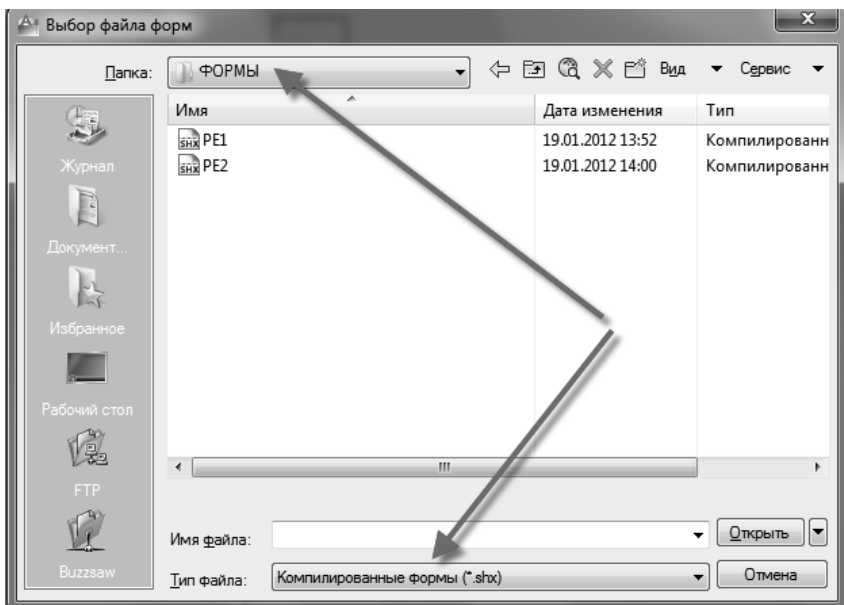 Выбор файла форм
Папка: ФОРМЫ Вид Сервис
Имя Дата изменения Тип
PE1 19.01.2012 13:52 Компилированн
PE2 19.01.2012 14:00 Компилированн
Журнал
Документ...
Избранное
Рабочий стол
FTP
Buzzsaw
Имя файла: Открыть
Тип файла: Компилированные формы (*.shx) Отмена